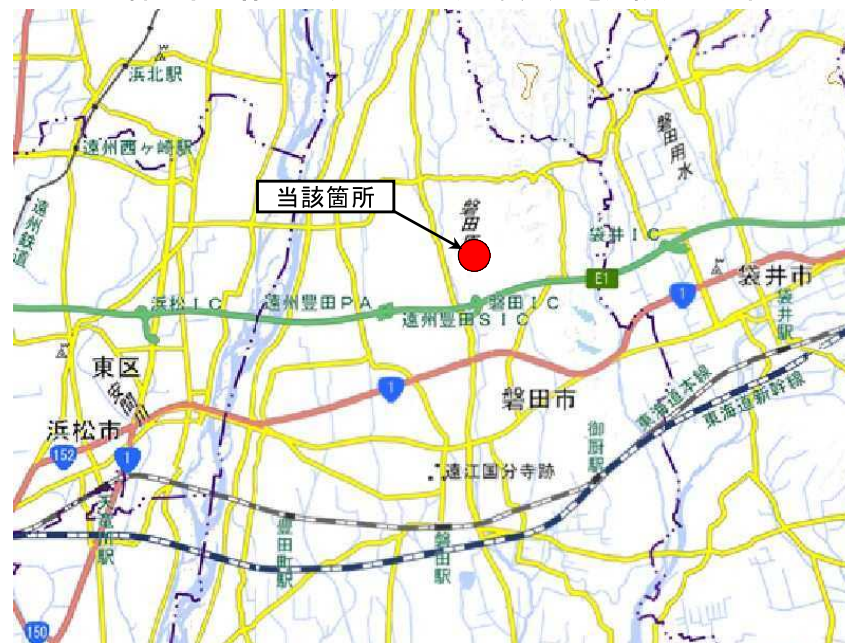 浜北駅
遠州西ヶ崎駅
磐田用水
当該箇所
遠州鉄道
袋井IC
E1
袋井市
1
袋井駅
浜松IC
遠州豊田PA
磐田IC
遠州豊田SIC
東区
安間川
1
磐田市
東海道本線
東海道新幹線
浜松市
152
1
御厨駅
遠江国分寺跡
天竜川駅
豊田町駅
磐田駅
150